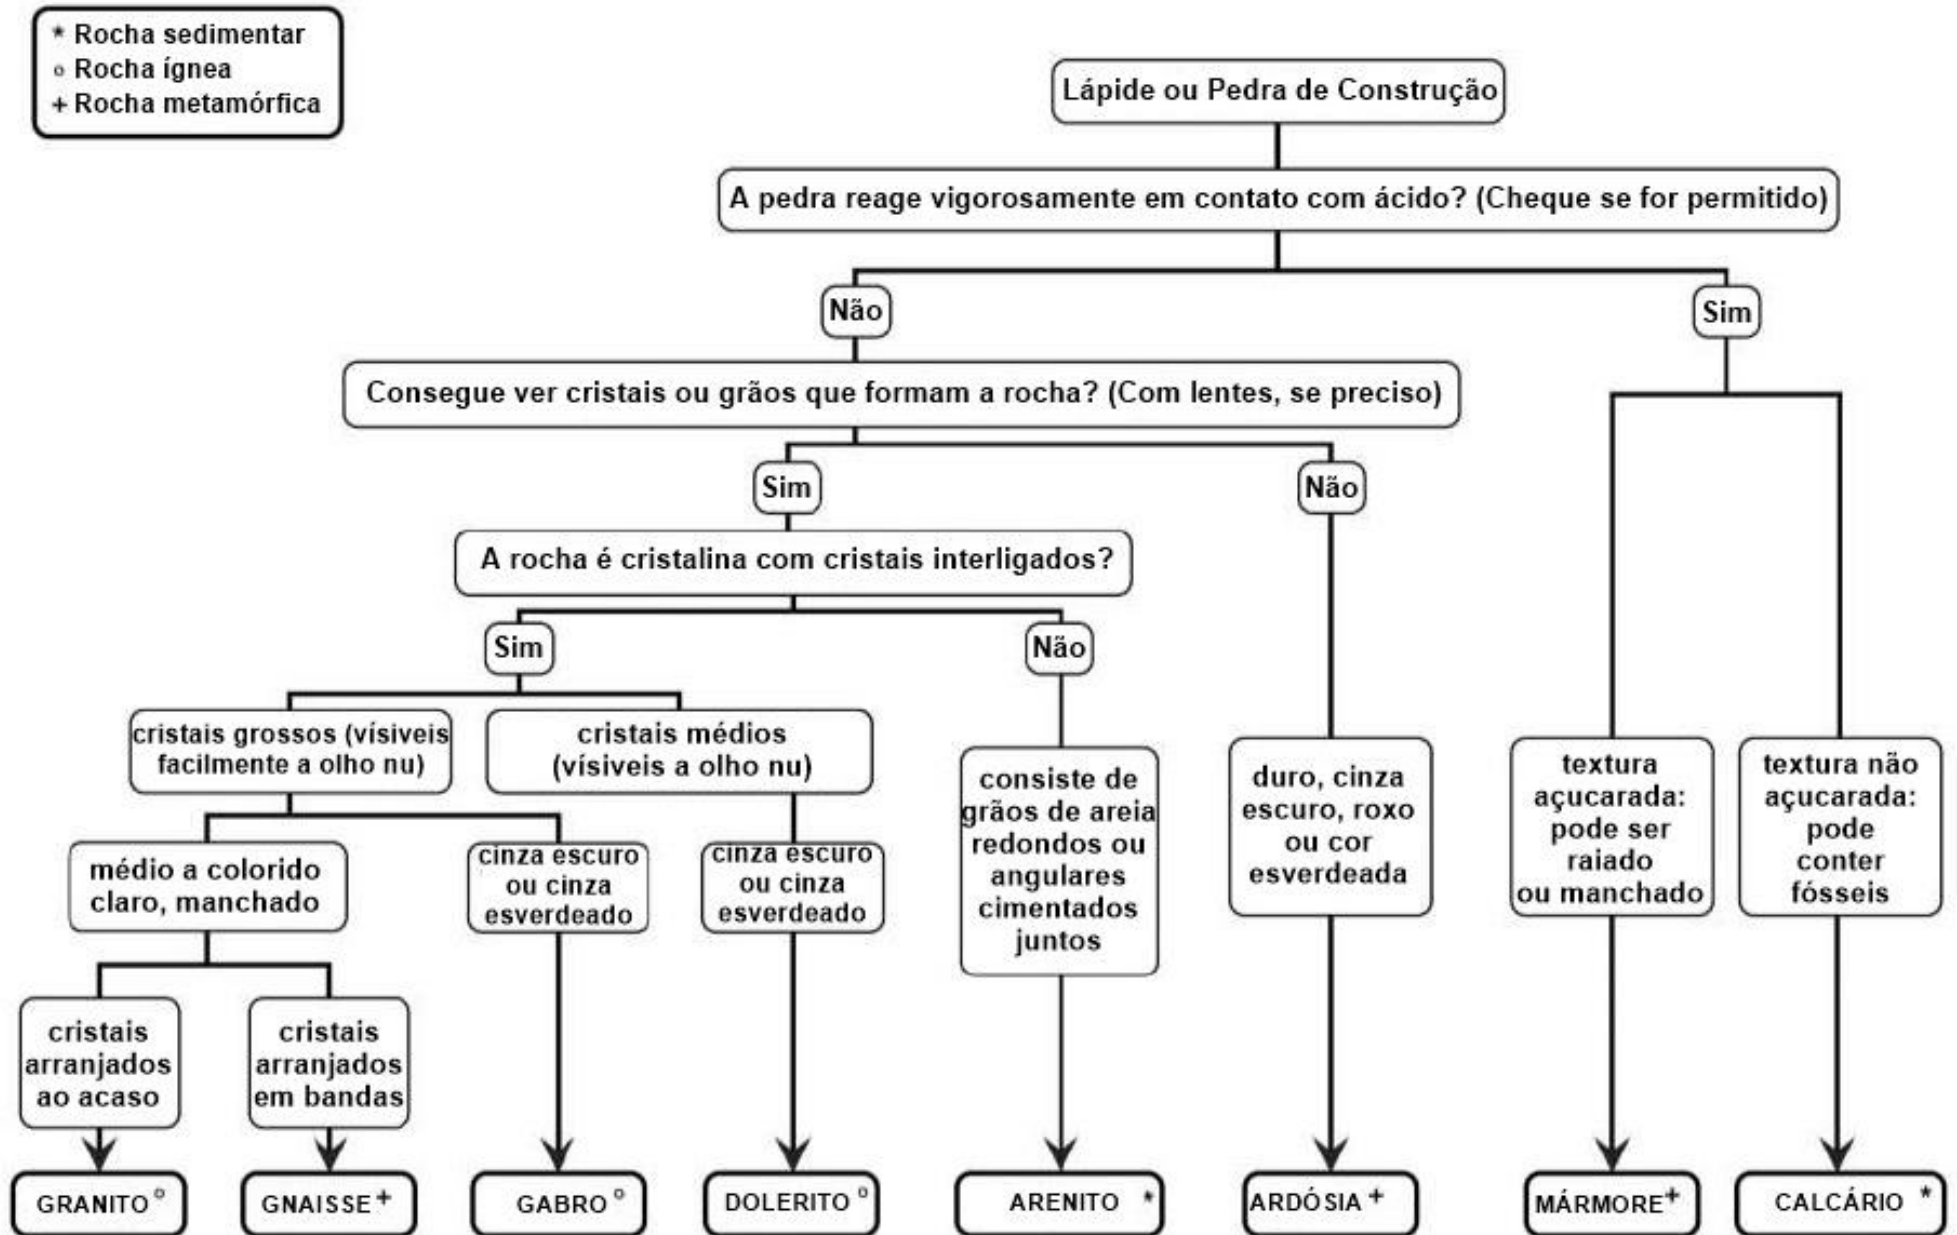 * Rocha sedimentar
o Rocha ígnea
+ Rocha metamórfica
Lápide ou Pedra de Construção
A pedra reage vigorosamente em contato com ácido? (Cheque se for permitido)
Não
Sim
Consegue ver cristais ou grãos que formam a rocha? (Com lentes, se preciso)
Sim
Não
A rocha é cristalina com cristais interligados?
Sim
Não
cristais grossos (vísiveis
facilmente a olho nu)
cristais médios
(vísiveis a olho nu)
consiste de
grãos de areia
redondos ou
angulares
cimentados
juntos
duro, cinza
escuro, roxo
ou cor
esverdeada
textura
açucarada:
pode ser
raiado
ou manchado
textura não
açucarada:
pode
conter
fósseis
médio a colorido
claro, manchado
cinza escuro
ou cinza
esverdeado
cinza escuro
ou cinza
esverdeado
cristais
arranjados
ao acaso
cristais
arranjados
em bandas
GRANITO o
GNAISSE +
GABRO o
DOLERITO o
ARENITO *
ARDÓSIA +
MÁRMORE +
CALCÁRIO *